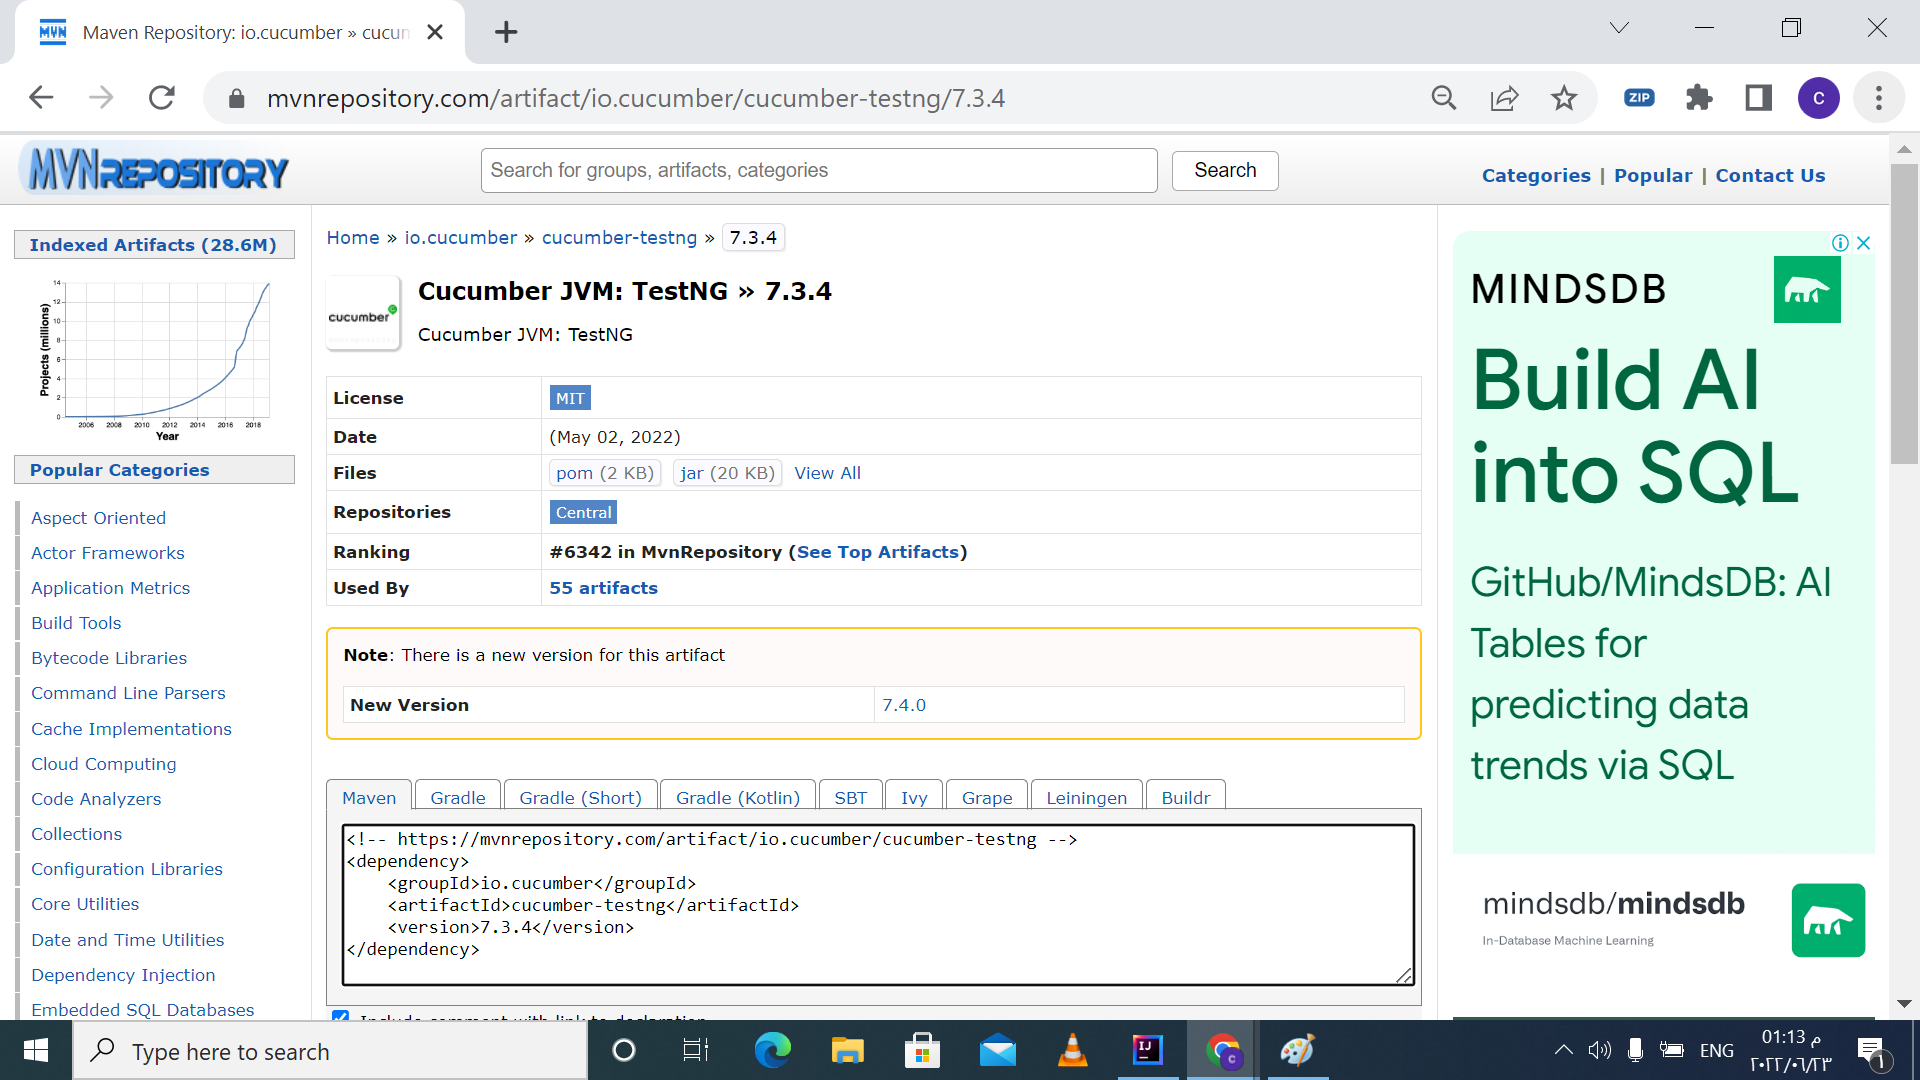 Maven Repository: io.cucumber » cucum
mvnrepository.com/artifact/io.cucumber/cucumber-testng/7.3.4
ZIP
C
MVNREPOSITORY
Search for groups, artifacts, categories
Search
Categories | Popular | Contact Us
Indexed Artifacts (28.6M)
Projects (millions)
14
12
10
8
6
4
2
0
2006 2008 2010 2012 2014 2016 2018
Year
Popular Categories
Aspect Oriented
Actor Frameworks
Application Metrics
Build Tools
Bytecode Libraries
Command Line Parsers
Cache Implementations
Cloud Computing
Code Analyzers
Collections
Configuration Libraries
Core Utilities
Date and Time Utilities
Dependency Injection
Embedded SQL Databases
Home » io.cucumber » cucumber-testng » 7.3.4
cucumber
Cucumber JVM: TestNG » 7.3.4
Cucumber JVM: TestNG
License MIT
Date (May 02, 2022)
Files pom (2 KB) jar (20 KB) View All
Repositories Central
Ranking #6342 in MvnRepository (See Top Artifacts)
Used By 55 artifacts
Note: There is a new version for this artifact
New Version 7.4.0
Maven Gradle Gradle (Short) Gradle (Kotlin) SBT Ivy Grape Leiningen Buildr
<!-- https://mvnrepository.com/artifact/io.cucumber/cucumber-testng -->
<dependency>
    <groupId>io.cucumber</groupId>
    <artifactId>cucumber-testng</artifactId>
    <version>7.3.4</version>
</dependency>
Include comment with link to declaration
MINDSDB
Build AI
into SQL
GitHub/MindsDB: AI
Tables for
predicting data
trends via SQL
mindsdb/mindsdb
In-Database Machine Learning
Type here to search
ENG
01:13 م
٢٠٢٢/٠٦/٢٣
١